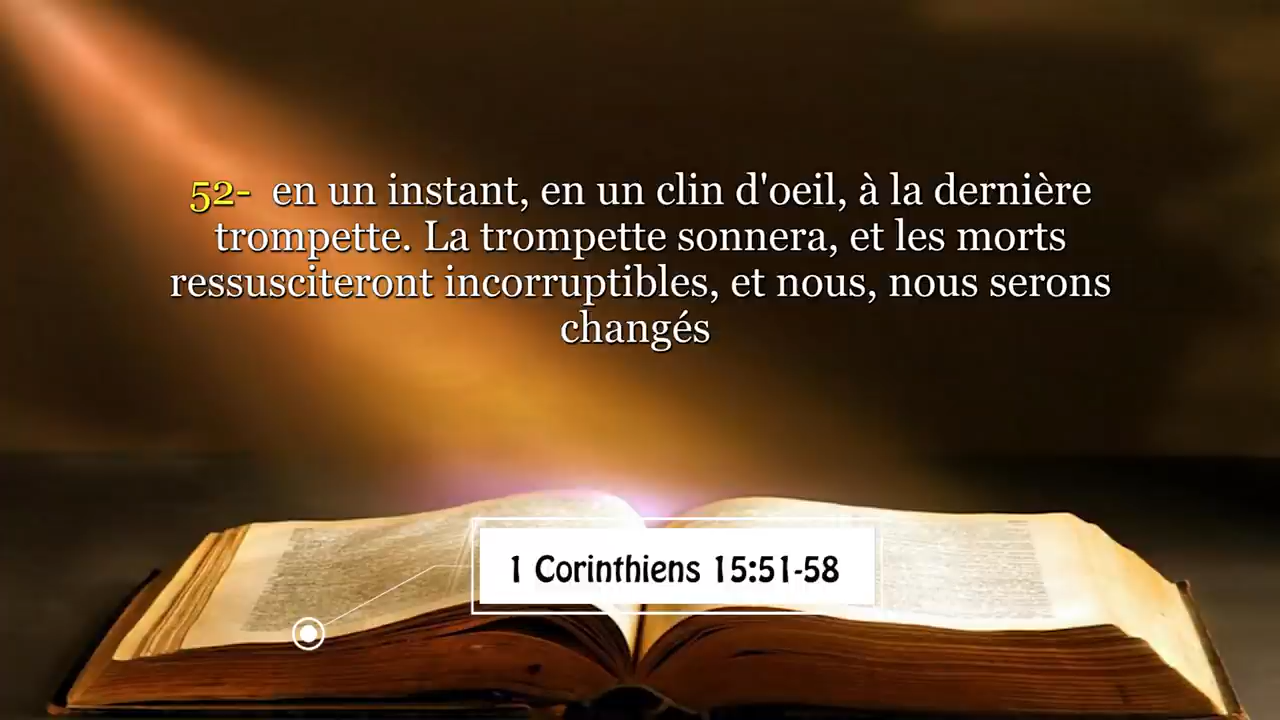 52- en un instant, en un clin d'oeil, à la dernière
trompette. La trompette sonnera, et les morts
ressusciteront incorruptibles, et nous, nous serons
changés
1 Corinthiens 15:51-58